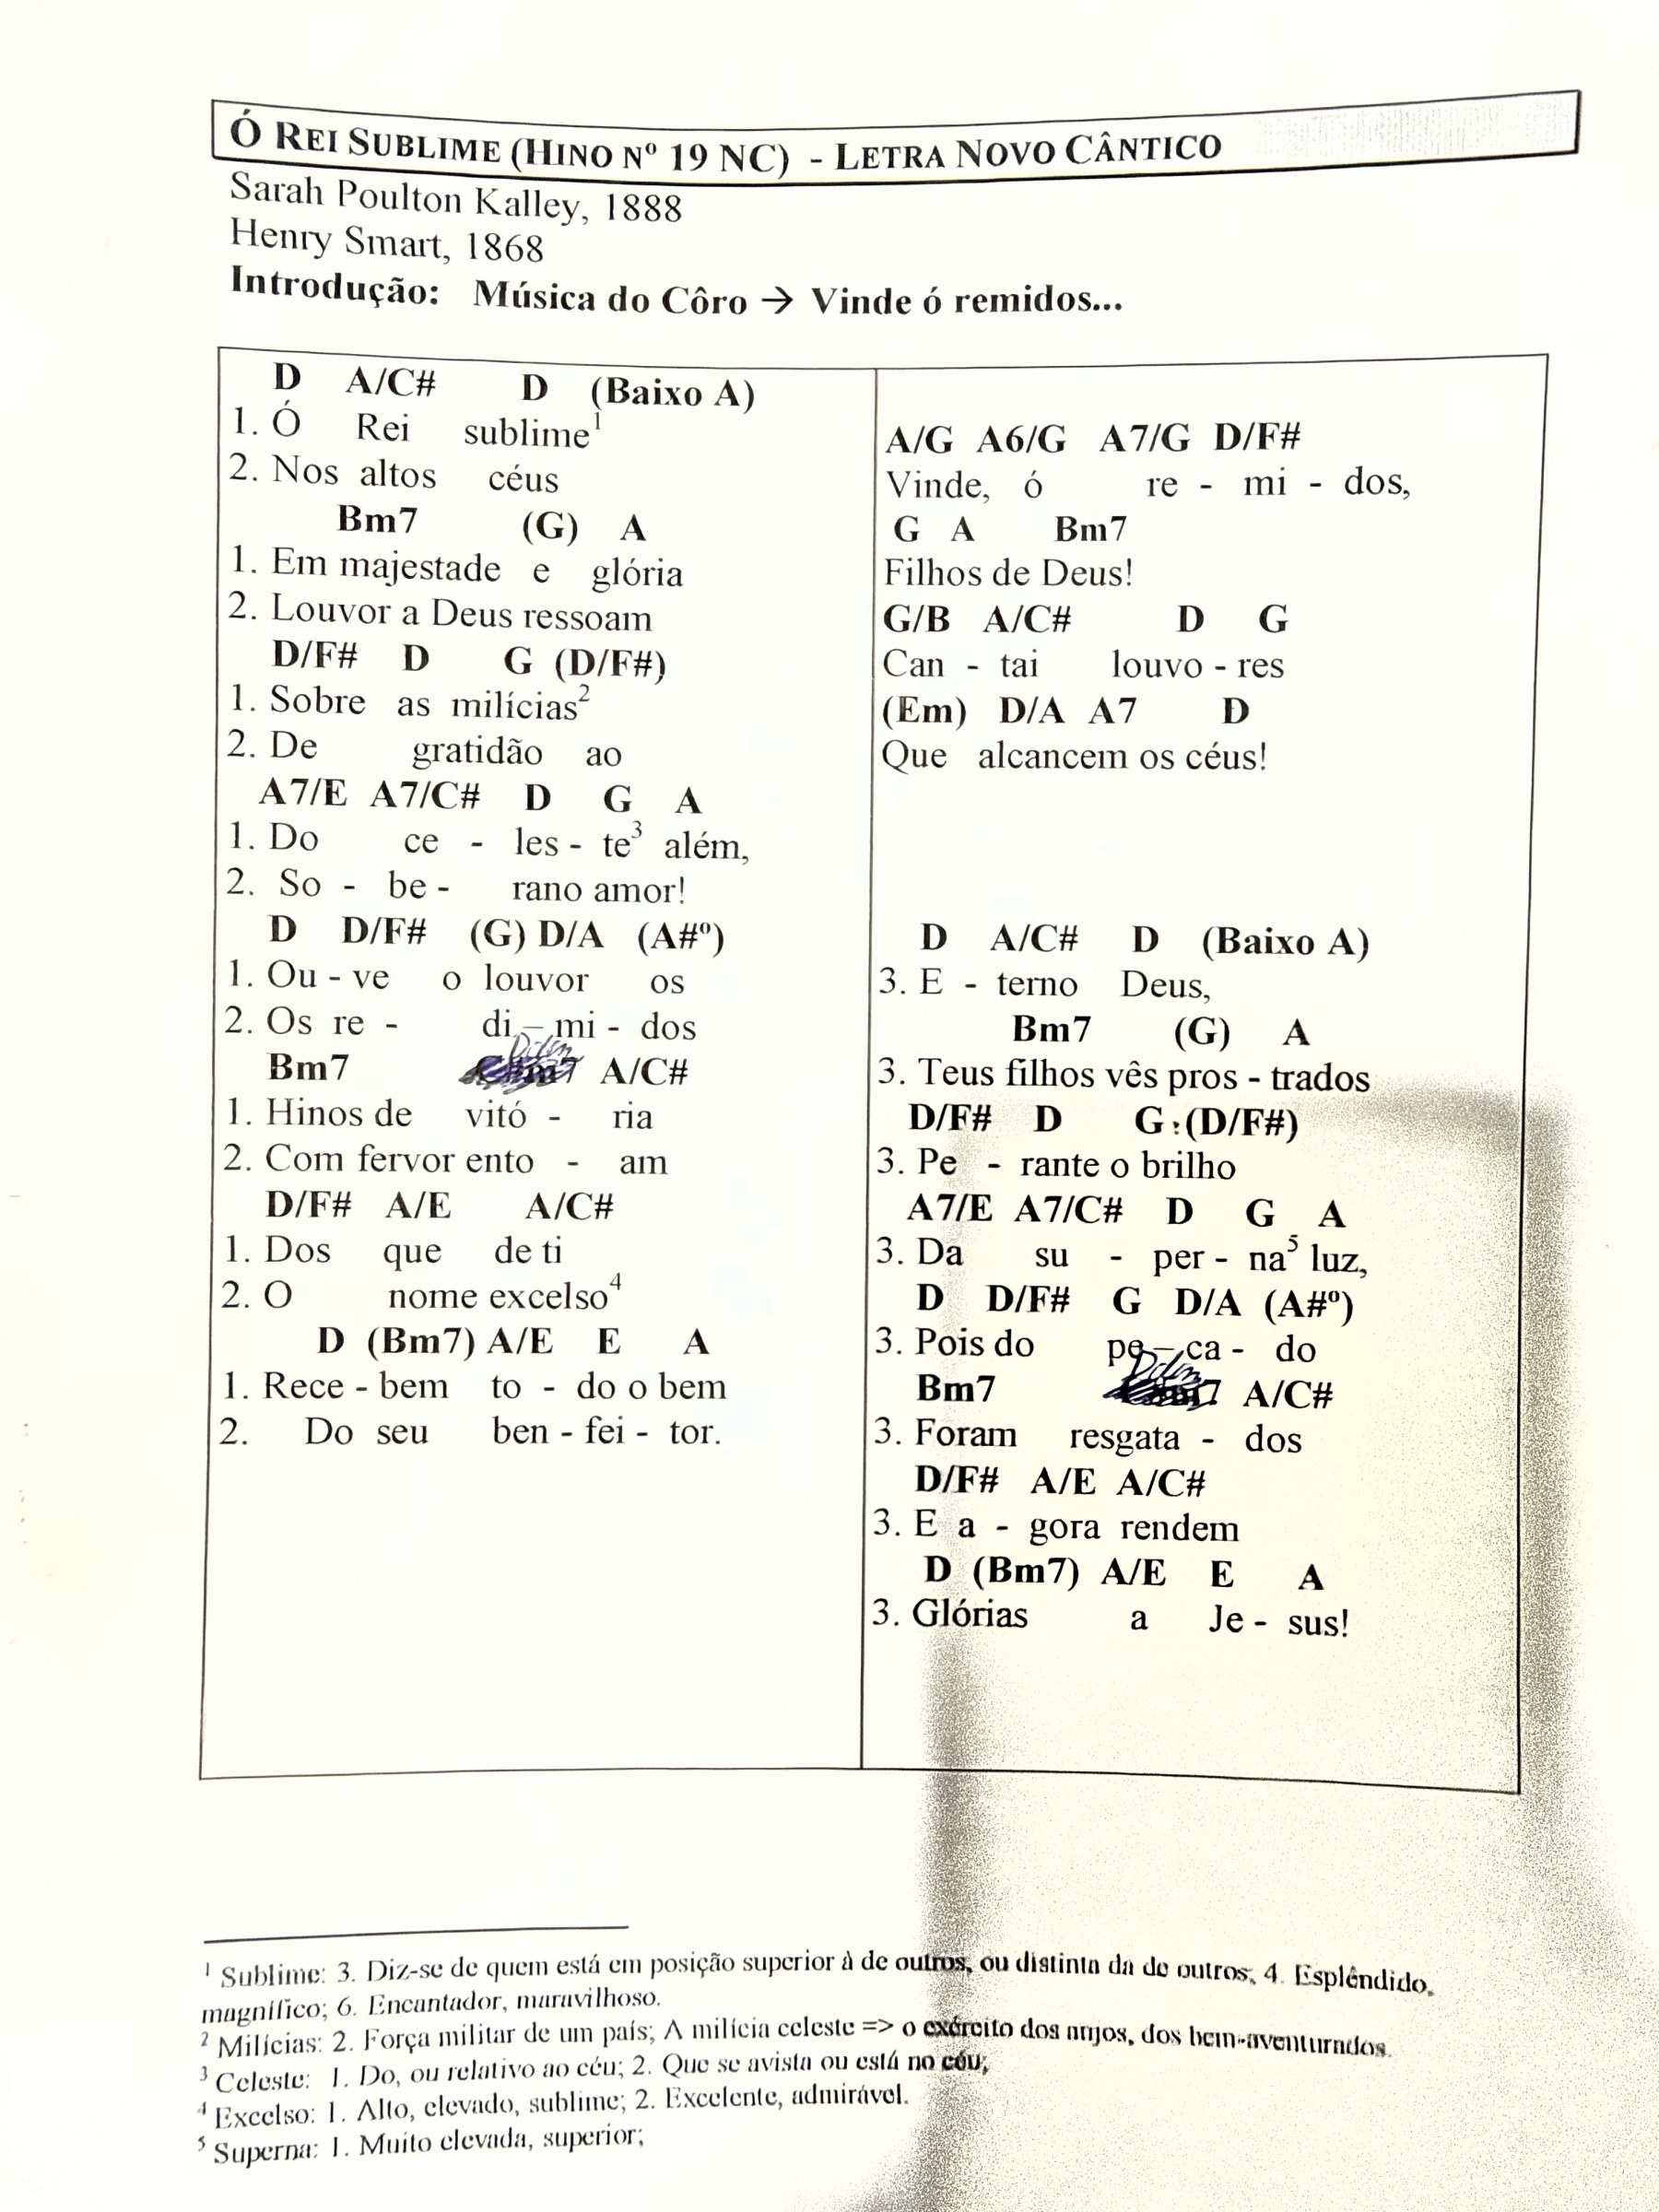 Ó REI SUBLIME (HINO Nº 19 NC) - LETRA NOVO CÂNTICO
Sarah Poulton Kalley, 1888
Henry Smart, 1868
Introdução: Música do Côro → Vinde ó remidos...
D A/C# D (Baixo A)
1. Ó Rei sublime¹
2. Nos altos céus
Bm7 (G) A
1. Em majestade e glória
2. Louvor a Deus ressoam
D/F# D G (D/F#)
1. Sobre as milícias²
2. De gratidão ao
A7/E A7/C# D G A
1. Do ce - les - te³ além,
2. So - be - rano amor!
D D/F# (G) D/A (A#º)
1. Ou - ve o louvor os
2. Os re - di – mi - dos
Bm7 A/C#
1. Hinos de vitó - ria
2. Com fervor ento - am
D/F# A/E A/C#
1. Dos que de ti
2. O nome excelso⁴
D (Bm7) A/E E A
1. Rece - bem to - do o bem
2. Do seu ben - fei - tor.
A/G A6/G A7/G D/F#
Vinde, ó re - mi - dos,
G A Bm7
Filhos de Deus!
G/B A/C# D G
Can - tai louvo - res
(Em) D/A A7 D
Que alcancem os céus!
D A/C# D (Baixo A)
3. E - terno Deus,
Bm7 (G) A
3. Teus filhos vês pros - trados
D/F# D G (D/F#)
3. Pe - rante o brilho
A7/E A7/C# D G A
3. Da su - per - na⁵ luz,
D D/F# G D/A (A#º)
3. Pois do pe – ca - do
Bm7 A/C#
3. Foram resgata - dos
D/F# A/E A/C#
3. E a - gora rendem
D (Bm7) A/E E A
3. Glórias a Je - sus!
¹ Sublime: 3. Diz-se de quem está em posição superior à de outros, ou distinta da de outros; 4. Esplêndido,
magnífico; 6. Encantador, maravilhoso.
² Milícias: 2. Força militar de um país; A milícia celeste => o exército dos anjos, dos bem-aventurados.
³ Celeste: 1. Do, ou relativo ao céu; 2. Que se avista ou está no céu;
⁴ Excelso: 1. Alto, elevado, sublime; 2. Excelente, admirável.
⁵ Superna: 1. Muito elevada, superior;